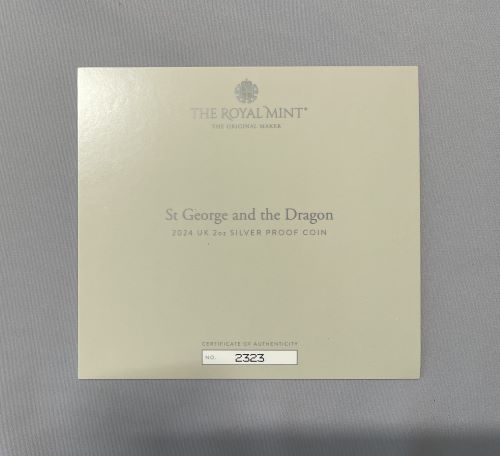 THE ROYAL MINT®
THE ORIGINAL MAKER
St George and the Dragon
2024 UK 2oz SILVER PROOF COIN
CERTIFICATE OF AUTHENTICITY
NO. 2323